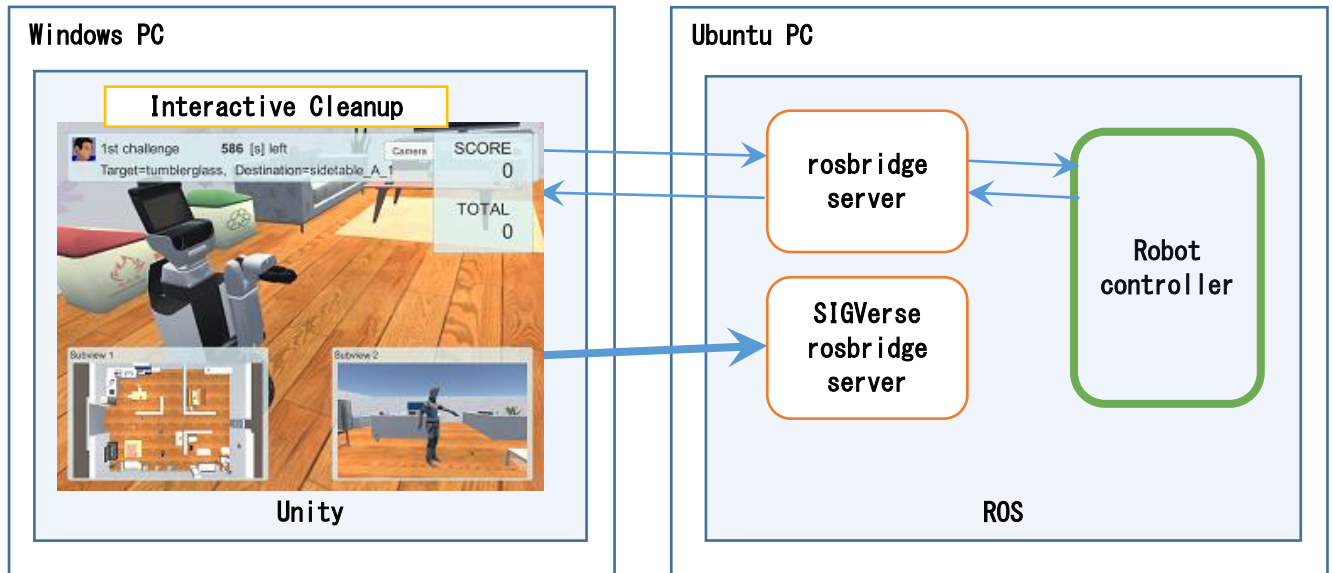 Windows PC
Interactive Cleanup
1st challenge 586 [s] left
Camera
Target=tumblerglass, Destination=sidetable_A_1
SCORE
0
TOTAL
0
Subview 1
Subview 2
Unity
Ubuntu PC
rosbridge
server
SIGVerse
rosbridge
server
Robot
controller
ROS